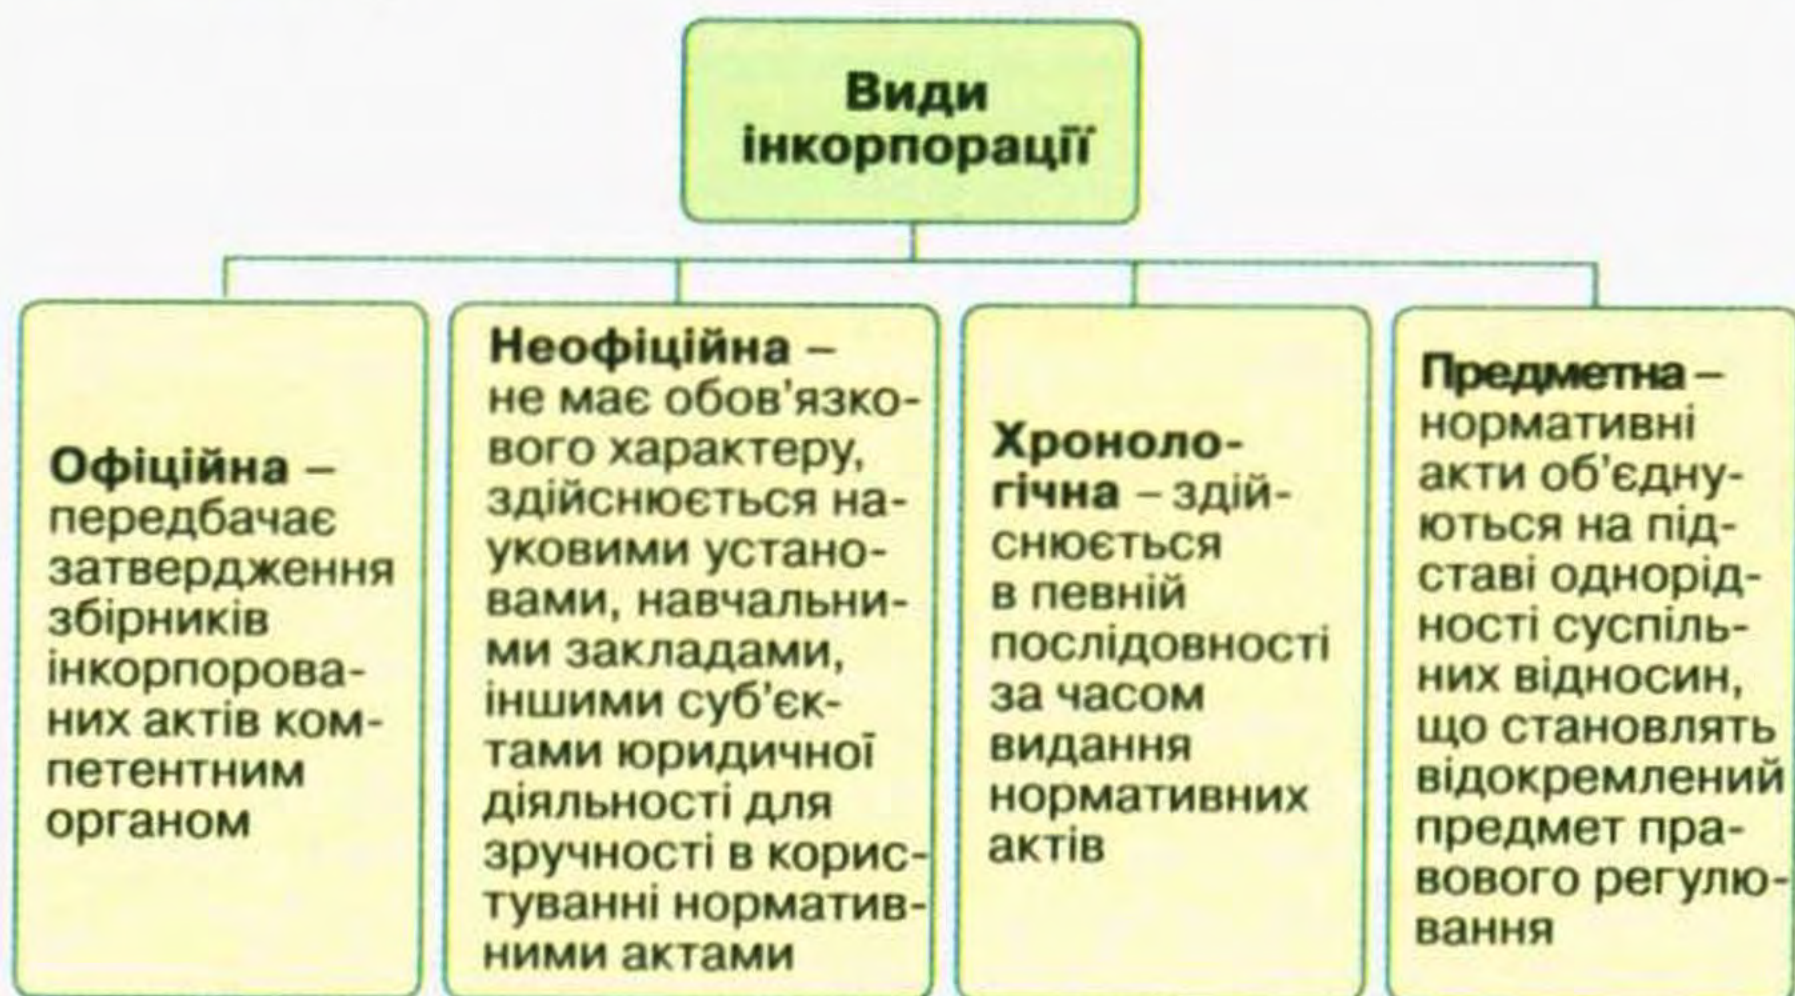 Види
інкорпорації
Офіційна –
передбачає
затвердження
збірників
інкорпорова-
них актів ком-
петентним
органом
Неофіційна –
не має обов'язко-
вого характеру,
здійснюється на-
уковими устано-
вами, навчальни-
ми закладами,
іншими суб'єк-
тами юридичної
діяльності для
зручності в корис-
туванні норматив-
ними актами
Хроноло-
гічна – здій-
снюється
в певній
послідовності
за часом
видання
нормативних
актів
Предметна –
нормативні
акти об'єдну-
ються на під-
ставі однорід-
ності суспіль-
них відносин,
що становлять
відокремлений
предмет пра-
вового регулю-
вання